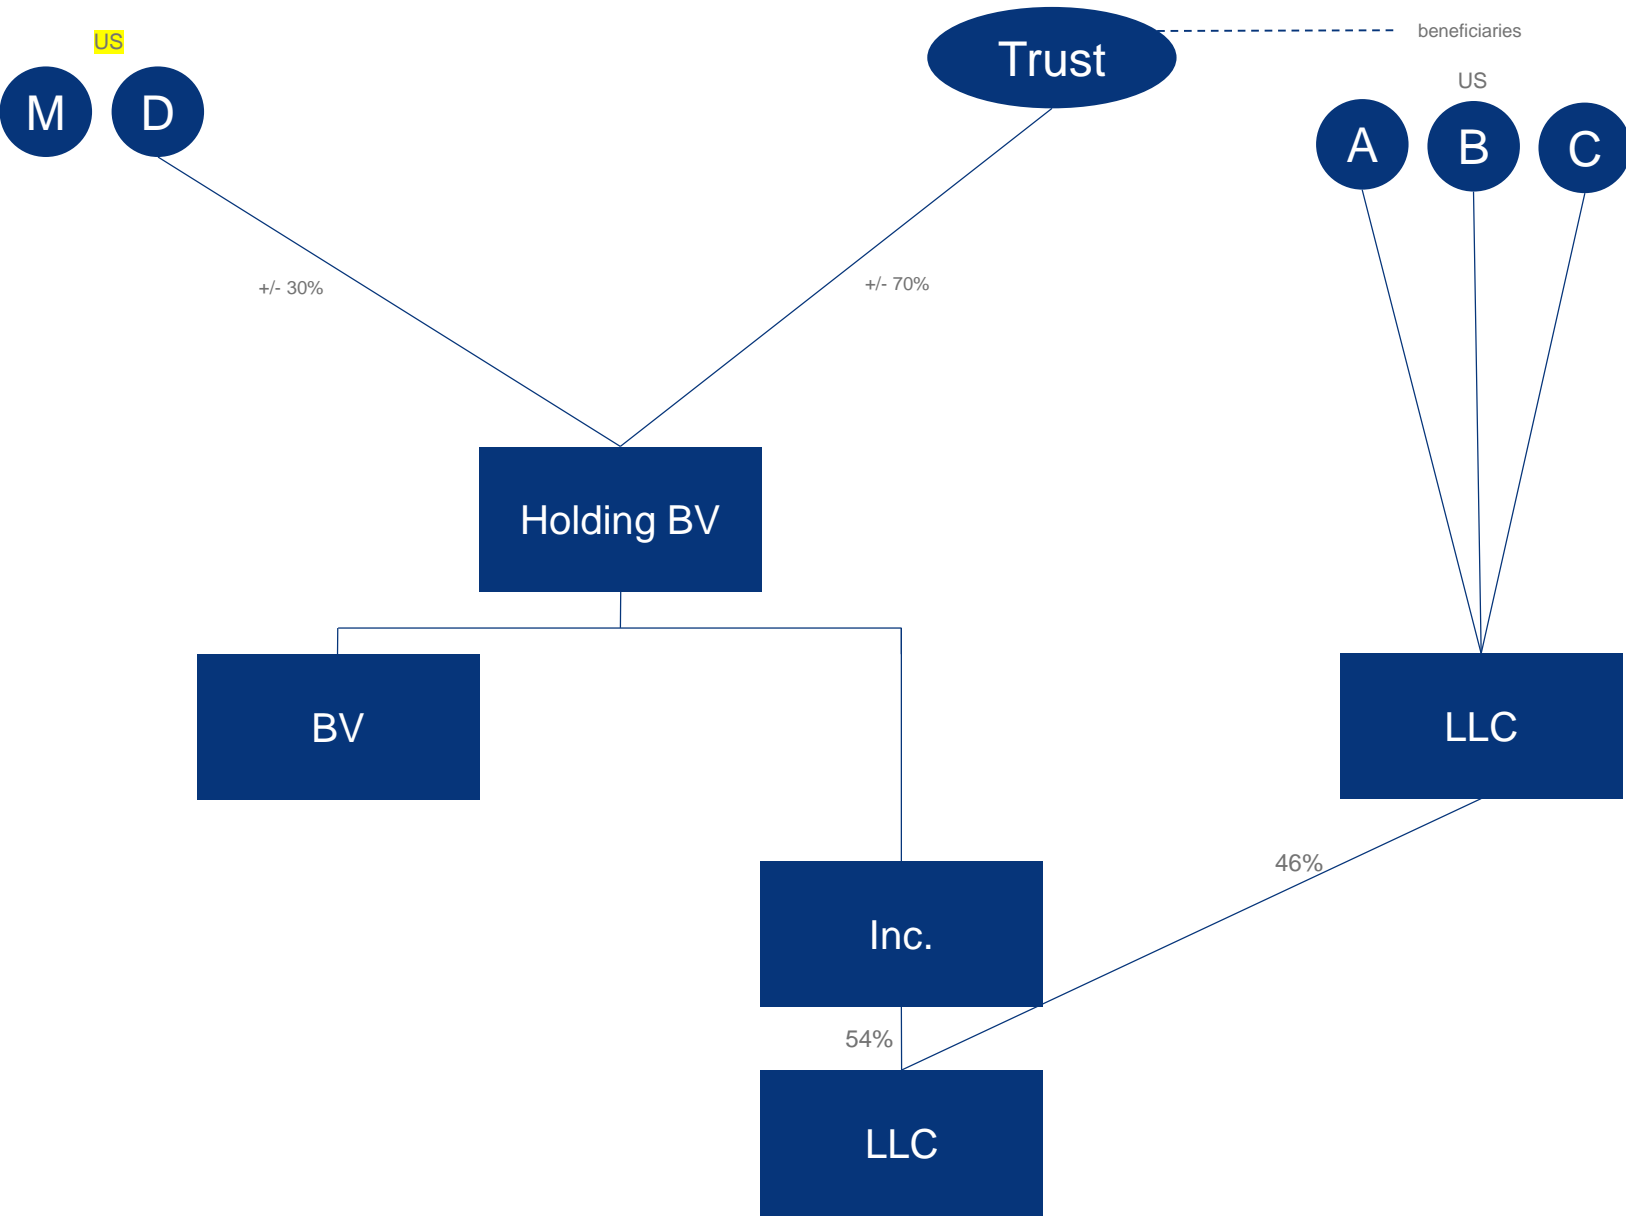 US
M
D
Trust
beneficiaries
US
A
B
C
+/- 30%
+/- 70%
Holding BV
BV
LLC
46%
Inc.
54%
LLC